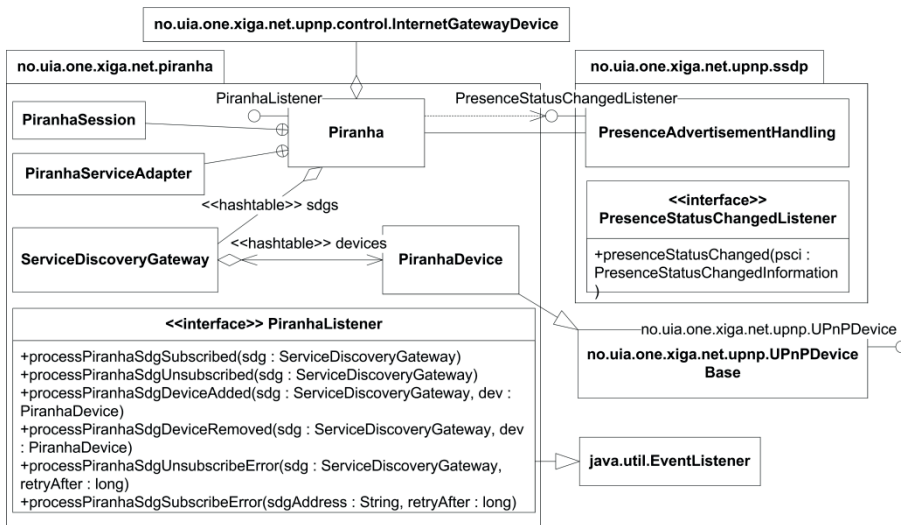 no.uia.one.xiga.net.upnp.control.InternetGatewayDevice
no.uia.one.xiga.net.piranha
no.uia.one.xiga.net.upnp.ssdp
PiranhaListener
PresenceStatusChangedListener
PiranhaSession
Piranha
PresenceAdvertisementHandling
PiranhaServiceAdapter
<<hashtable>> sdgs
<<interface>>
PresenceStatusChangedListener
+presenceStatusChanged(psci :
PresenceStatusChangedInformation
)
ServiceDiscoveryGateway
<<hashtable>> devices
PiranhaDevice
<<interface>> PiranhaListener
+processPiranhaSdgSubscribed(sdg : ServiceDiscoveryGateway)
+processPiranhaSdgUnsubscribed(sdg : ServiceDiscoveryGateway)
+processPiranhaSdgDeviceAdded(sdg : ServiceDiscoveryGateway, dev :
PiranhaDevice)
+processPiranhaSdgDeviceRemoved(sdg : ServiceDiscoveryGateway, dev
: PiranhaDevice)
+processPiranhaSdgUnsubscribeError(sdg : ServiceDiscoveryGateway,
retryAfter : long)
+processPiranhaSdgSubscribeError(sdgAddress : String, retryAfter : long)
no.uia.one.xiga.net.upnp.UPnPDevice
no.uia.one.xiga.net.upnp.UPnPDevice
Base
java.util.EventListener